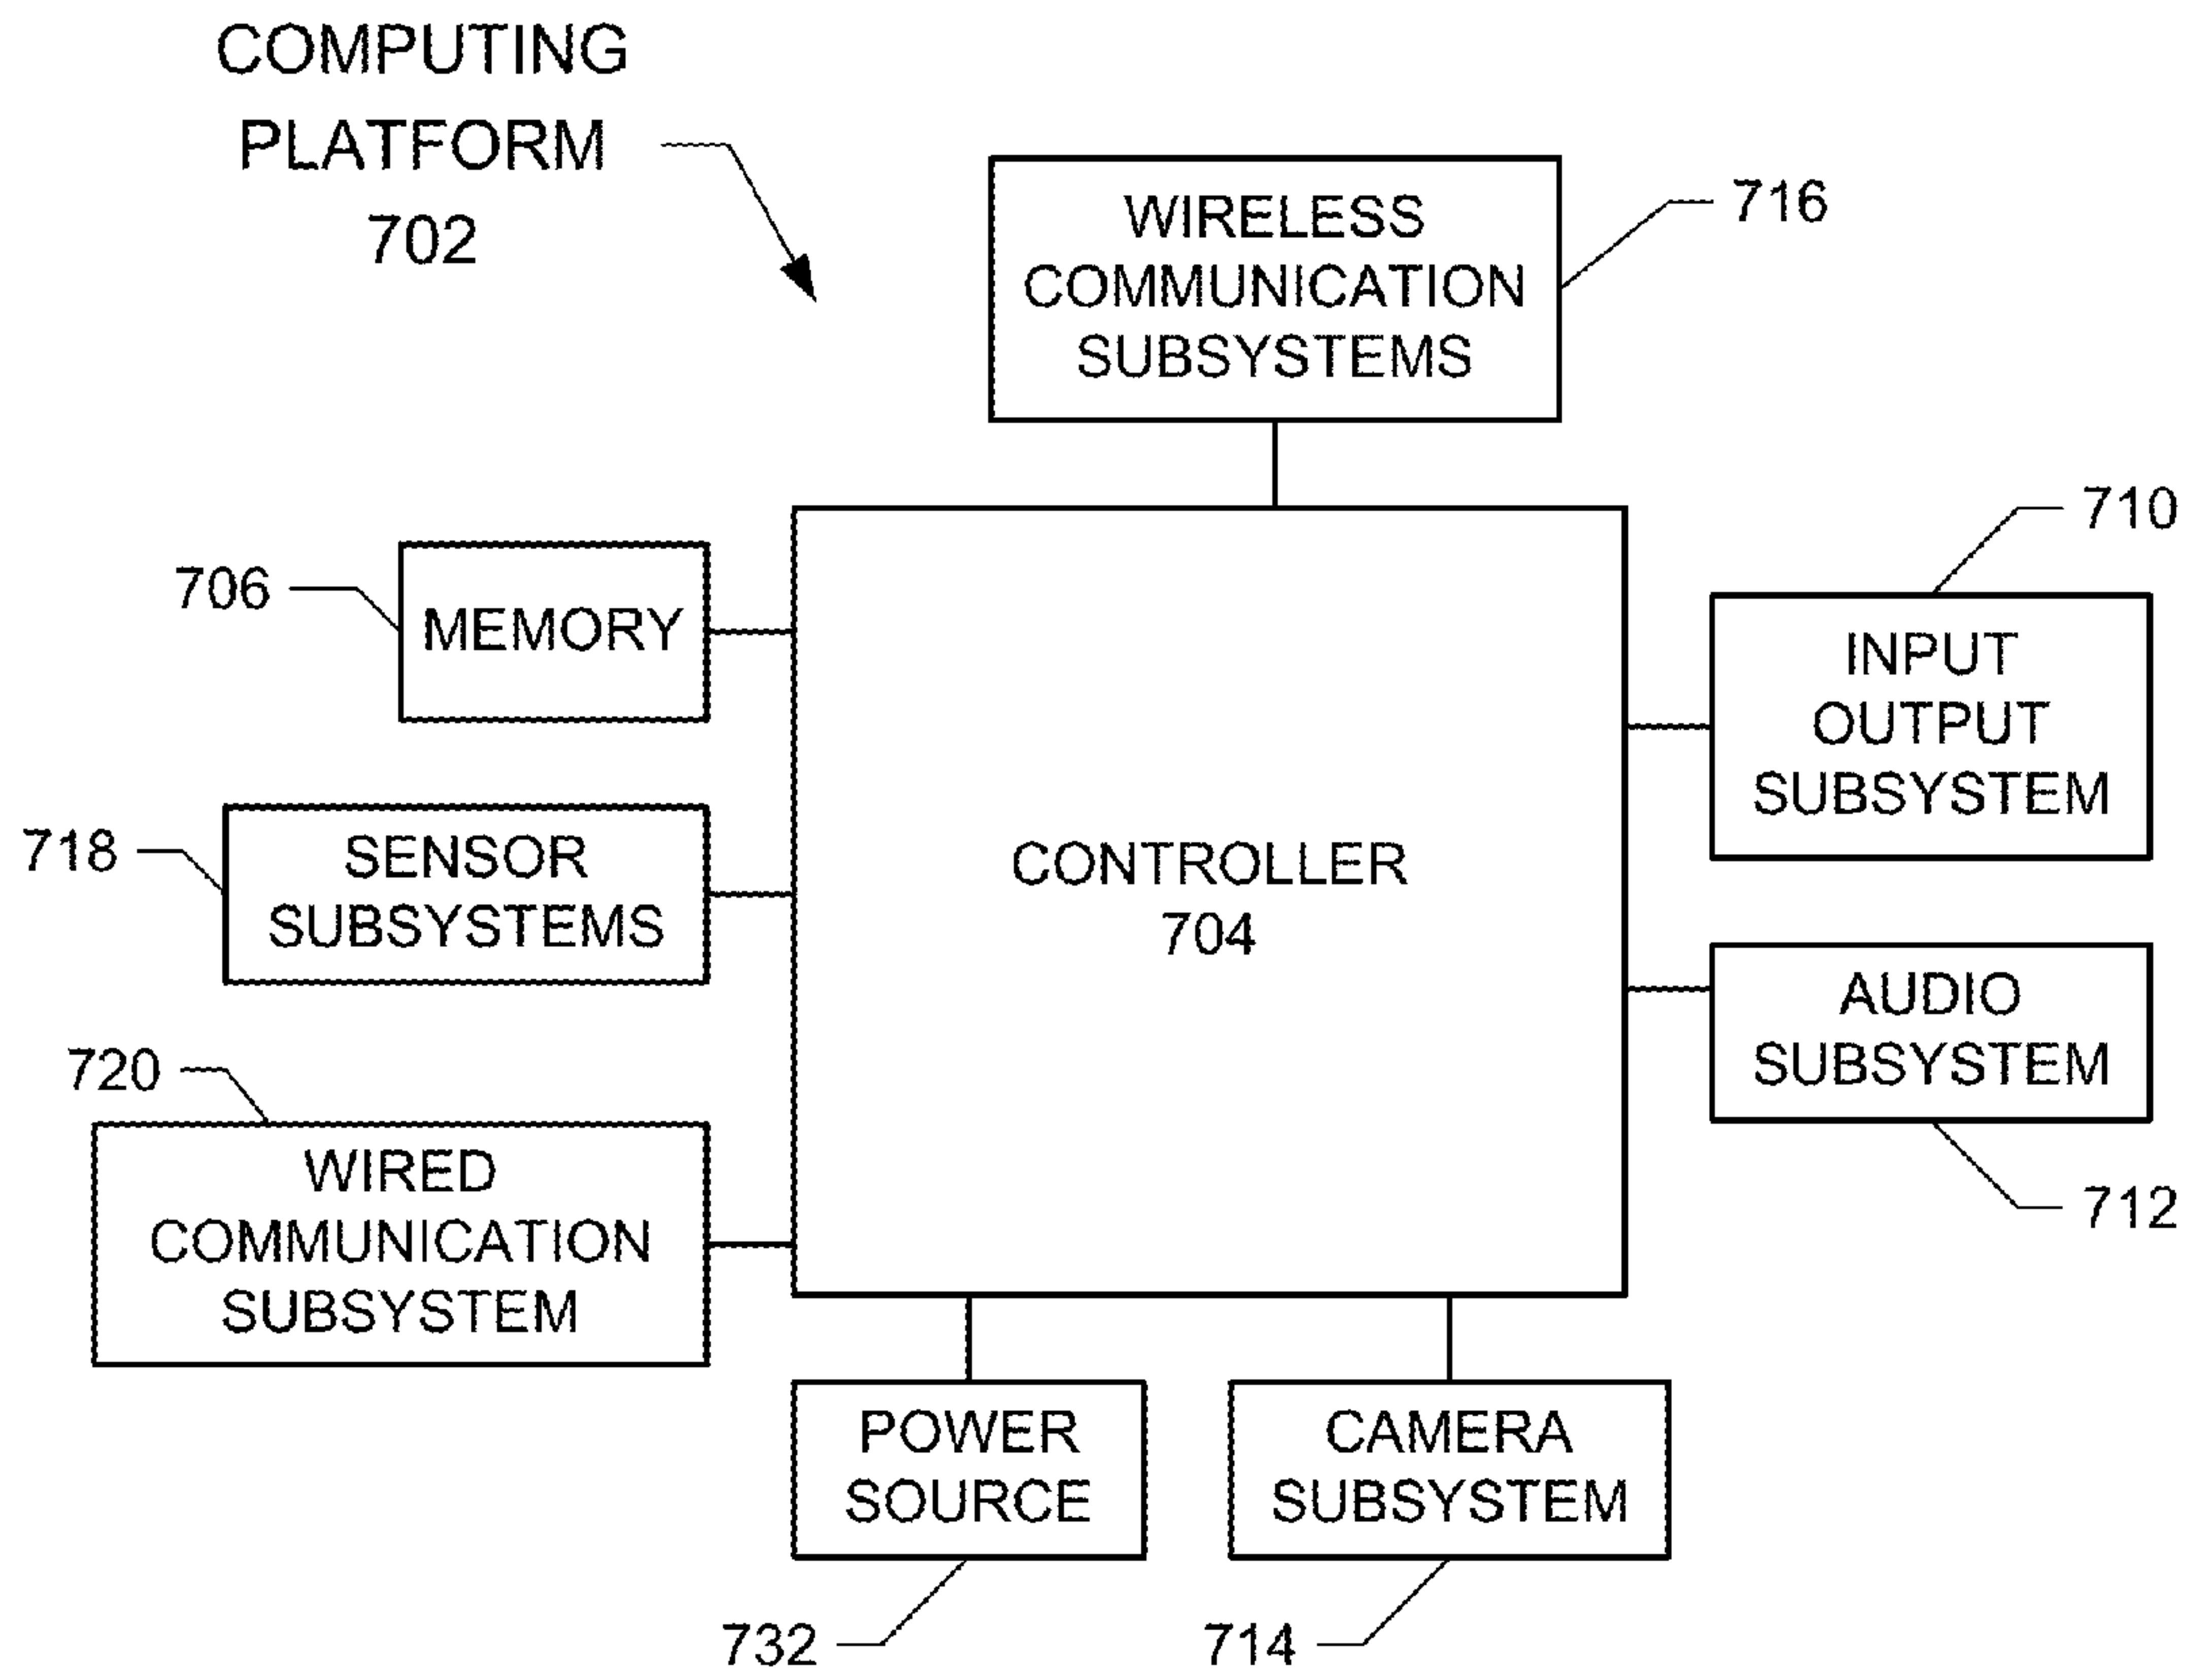 COMPUTING
PLATFORM
702
WIRELESS
COMMUNICATION
SUBSYSTEMS
716
710
706
MEMORY
INPUT
OUTPUT
SUBSYSTEM
718
SENSOR
SUBSYSTEMS
CONTROLLER
704
AUDIO
SUBSYSTEM
712
720
WIRED
COMMUNICATION
SUBSYSTEM
POWER
SOURCE
CAMERA
SUBSYSTEM
732
714